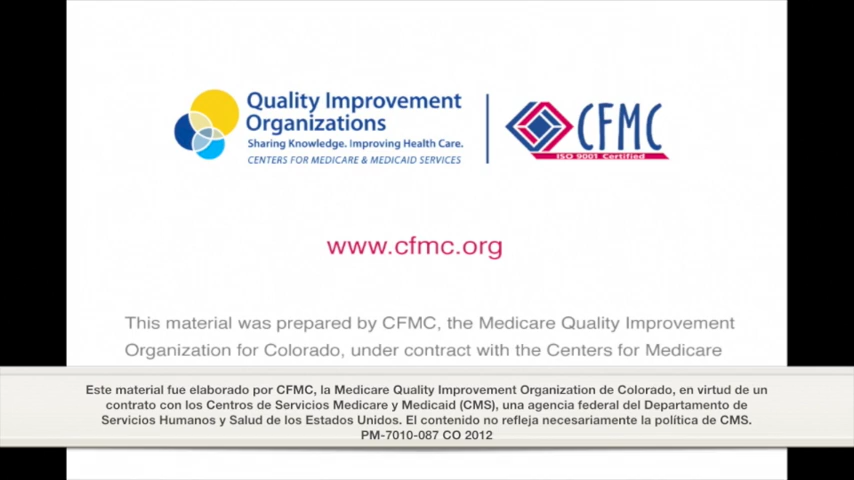 Quality Improvement
Organizations
Sharing Knowledge. Improving Health Care.
CENTERS FOR MEDICARE & MEDICAID SERVICES
CFMC
ISO 9001 Certified
www.cfmc.org
This material was prepared by CFMC, the Medicare Quality Improvement
Organization for Colorado, under contract with the Centers for Medicare
Este material fue elaborado por CFMC, la Medicare Quality Improvement Organization de Colorado, en virtud de un
contrato con los Centros de Servicios Medicare y Medicaid (CMS), una agencia federal del Departamento de
Servicios Humanos y Salud de los Estados Unidos. El contenido no refleja necesariamente la política de CMS.
PM-7010-087 CO 2012